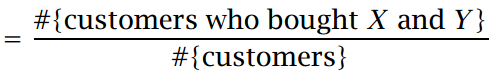 = #{customers who bought X and Y} / #{customers}